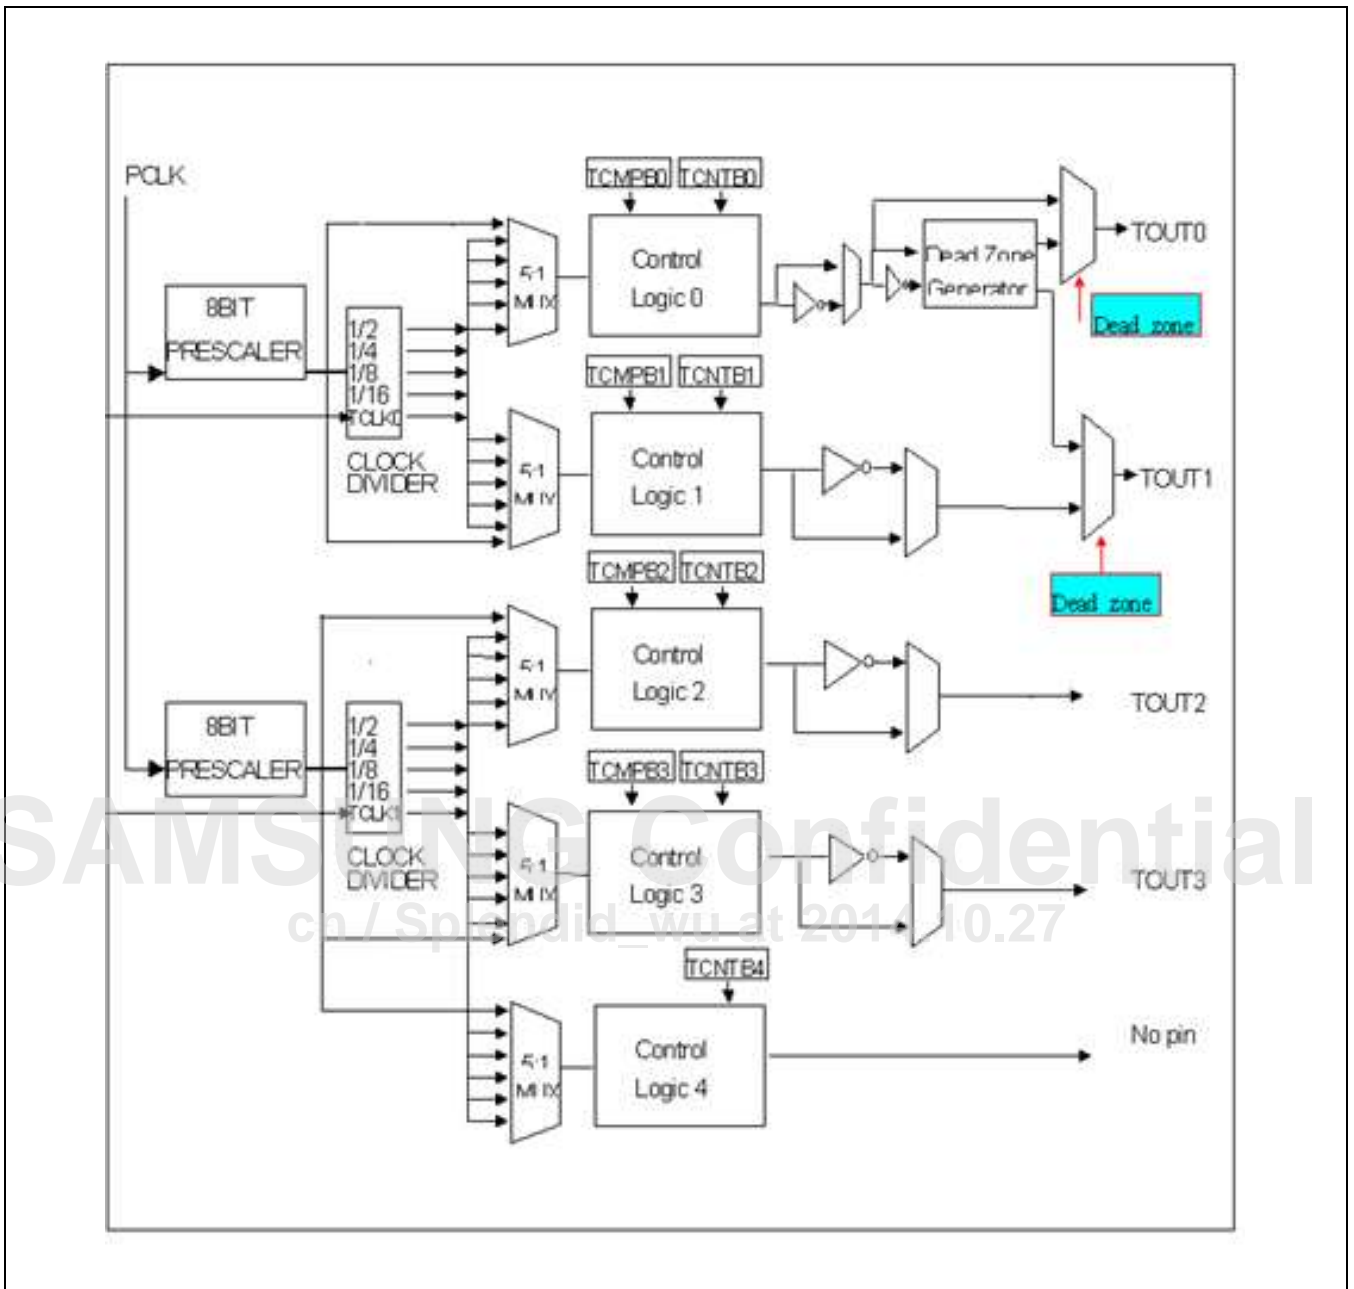 PCLK
TCMPB0 TCNTB0
Control
Logic 0
5:1
MUX
Dead Zone
Generator
TOUT0
Dead zone
8BIT
PRESCALER
1/2
1/4
1/8
1/16
TCLK0
CLOCK
DIVIDER
TCMPB1 TCNTB1
Control
Logic 1
5:1
MUX
TOUT1
Dead zone
TCMPB2 TCNTB2
Control
Logic 2
5:1
MUX
TOUT2
8BIT
PRESCALER
1/2
1/4
1/8
1/16
TCLK1
CLOCK
DIVIDER
TCMPB3 TCNTB3
Control
Logic 3
5:1
MUX
TOUT3
SAMSUNG Confidential
cn / Splendid_wu at 2014.10.27
TCNTB4
Control
Logic 4
5:1
MUX
No pin